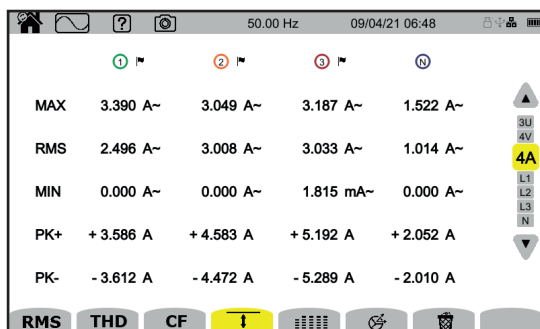 ? 50.00 Hz 09/04/21 06:48
1 2 3 N
MAX 3.390 A~ 3.049 A~ 3.187 A~ 1.522 A~
RMS 2.496 A~ 3.008 A~ 3.033 A~ 1.014 A~
MIN 0.000 A~ 0.000 A~ 1.815 mA~ 0.000 A~
PK+ + 3.586 A + 4.583 A + 5.192 A + 2.052 A
PK- - 3.612 A - 4.472 A - 5.289 A - 2.010 A
3U
4V
4A
L1
L2
L3
N
RMS THD CF